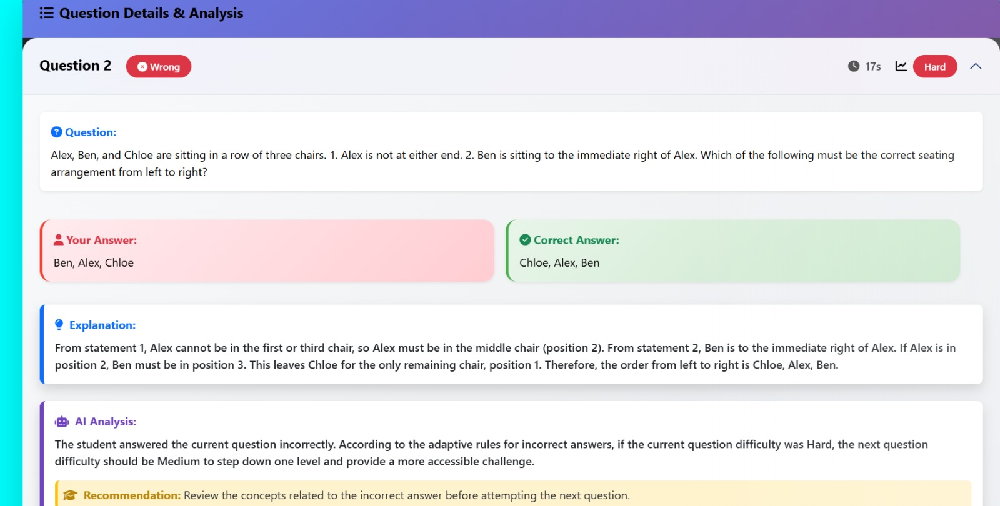 Question Details & Analysis
Question 2
Wrong
17s
Hard
Question:
Alex, Ben, and Chloe are sitting in a row of three chairs. 1. Alex is not at either end. 2. Ben is sitting to the immediate right of Alex. Which of the following must be the correct seating
arrangement from left to right?
Your Answer:
Ben, Alex, Chloe
Correct Answer:
Chloe, Alex, Ben
Explanation:
From statement 1, Alex cannot be in the first or third chair, so Alex must be in the middle chair (position 2). From statement 2, Ben is to the immediate right of Alex. If Alex is in
position 2, Ben must be in position 3. This leaves Chloe for the only remaining chair, position 1. Therefore, the order from left to right is Chloe, Alex, Ben.
AI Analysis:
The student answered the current question incorrectly. According to the adaptive rules for incorrect answers, if the current question difficulty was Hard, the next question
difficulty should be Medium to step down one level and provide a more accessible challenge.
Recommendation: Review the concepts related to the incorrect answer before attempting the next question.